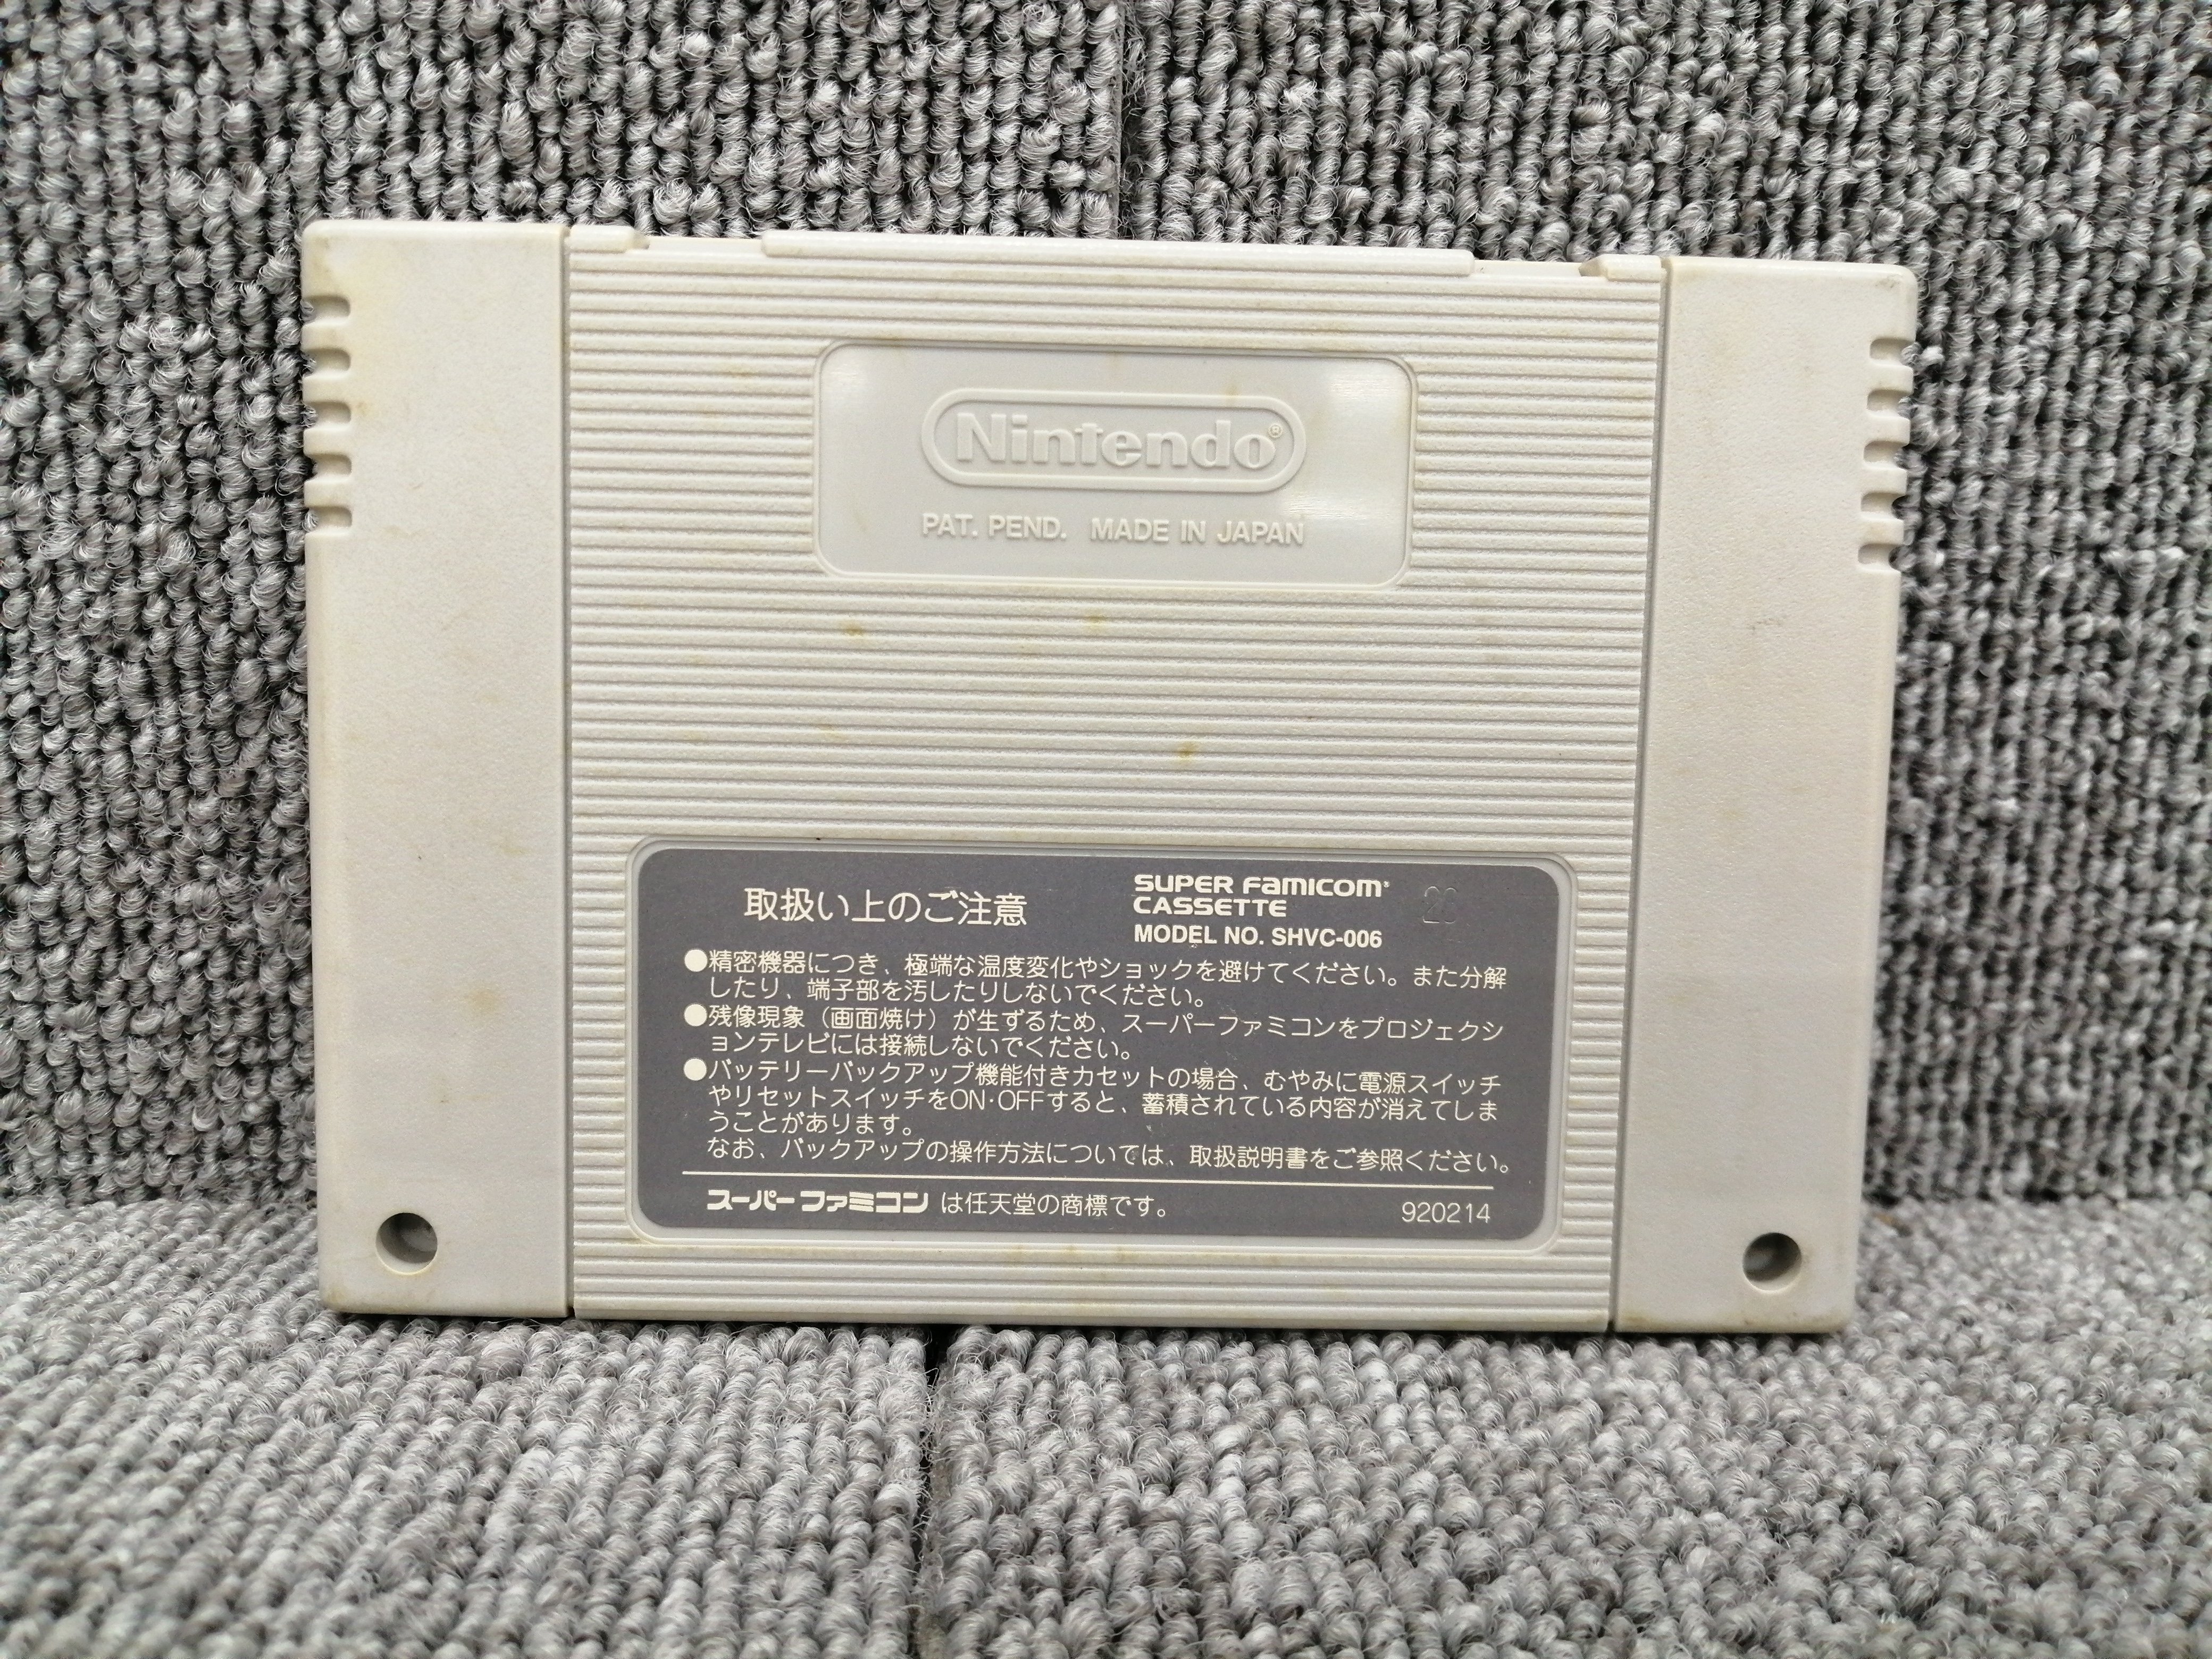 Nintendo®
PAT. PEND. MADE IN JAPAN
取扱い上のご注意
SUPER FAMICOM
CASSETTE
MODEL NO. SHVC-006
●精密機器につき、極端な温度変化やショックを避けてください。また分解
したり、端子部を汚したりしないでください。
●残像現象（画面焼け）が生ずるため、スーパーファミコンをプロジェクシ
ョンテレビには接続しないでください。
●バッテリーバックアップ機能付きカセットの場合、むやみに電源スイッチ
やリセットスイッチをON･OFFすると、蓄積されている内容が消えてしま
うことがあります。
なお、バックアップの操作方法については、取扱説明書をご参照ください。
スーパーファミコン は任天堂の商標です。
920214